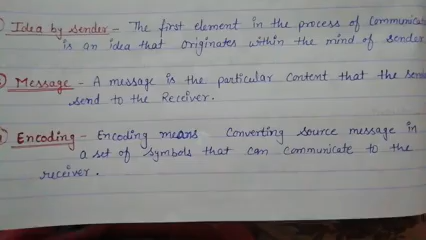 Idea by sender - The first element in the process of communicat
is an idea that originates within the mind of sender
Message - A message is the particular content that the send
send to the Receiver.
Encoding - Encoding means converting source message in
a set of symbols that can communicate to the
receiver.